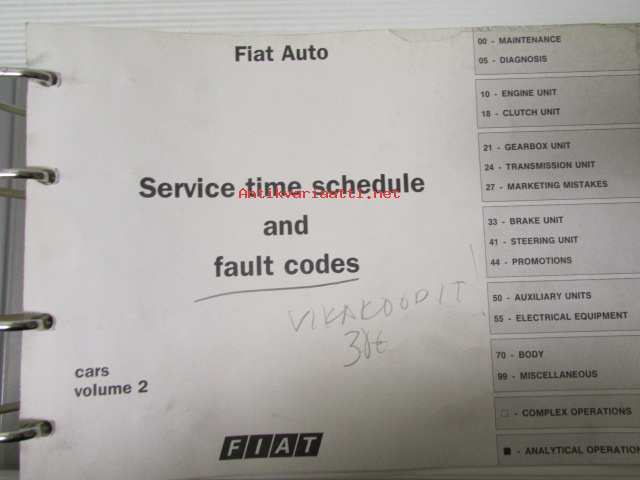 Fiat Auto
Service time schedule
and
fault codes
Antikvariaatti.net
VIKAKOODIT
cars
volume 2
FIAT
00 - MAINTENANCE
05 - DIAGNOSIS
10 - ENGINE UNIT
18 - CLUTCH UNIT
21 - GEARBOX UNIT
24 - TRANSMISSION UNIT
27 - MARKETING MISTAKES
33 - BRAKE UNIT
41 - STEERING UNIT
44 - PROMOTIONS
50 - AUXILIARY UNITS
55 - ELECTRICAL EQUIPMENT
70 - BODY
99 - MISCELLANEOUS
□ - COMPLEX OPERATIONS
■ - ANALYTICAL OPERATION